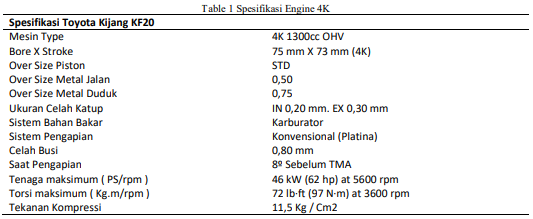 Table 1 Spesifikasi Engine 4K
Spesifikasi Toyota Kijang KF20
Mesin Type 4K 1300cc OHV
Bore X Stroke 75 mm X 73 mm (4K)
Over Size Piston STD
Over Size Metal Jalan 0,50
Over Size Metal Duduk 0,75
Ukuran Celah Katup IN 0,20 mm. EX 0,30 mm
Sistem Bahan Bakar Karburator
Sistem Pengapian Konvensional (Platina)
Celah Busi 0,80 mm
Saat Pengapian 8º Sebelum TMA
Tenaga maksimum ( PS/rpm ) 46 kW (62 hp) at 5600 rpm
Torsi maksimum ( Kg.m/rpm ) 72 lb·ft (97 N·m) at 3600 rpm
Tekanan Kompressi 11,5 Kg / Cm2